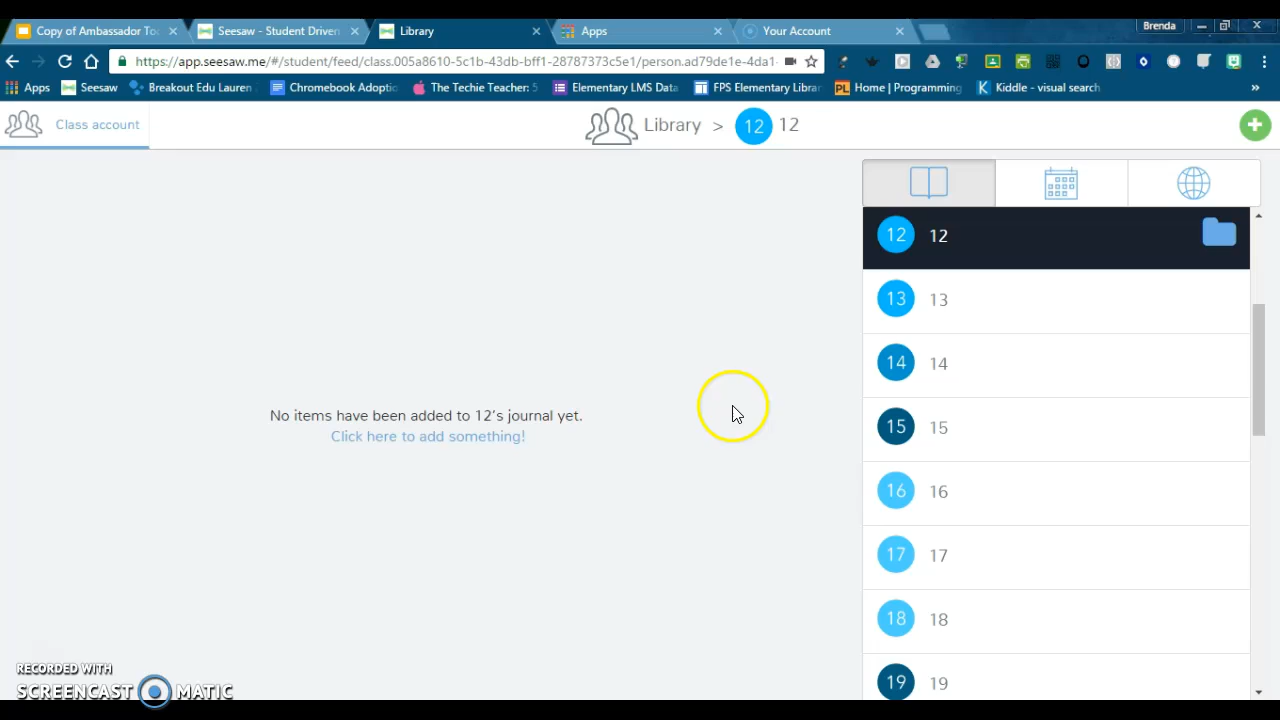 Copy of Ambassador Too
Seesaw - Student Driven
Library
Apps
Your Account
Brenda
https://app.seesaw.me/#/student/feed/class.005a8610-5c1b-43db-bff1-28787373c5e1/person.ad79de1e-4da1-
Apps
Seesaw
Breakout Edu Lauren
Chromebook Adoptio
The Techie Teacher: 5
Elementary LMS Data
FPS Elementary Librar
PL Home | Programming
K Kiddle - visual search
»
Class account
Library > 12 12
12 12
13 13
14 14
15 15
16 16
17 17
18 18
19 19
No items have been added to 12's journal yet.
Click here to add something!
RECORDED WITH
SCREENCAST MATIC